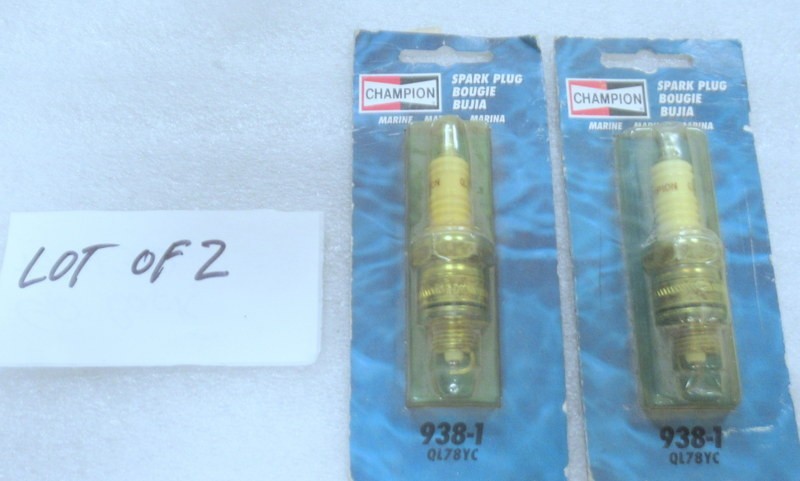 LOT OF 2
CHAMPION
SPARK PLUG
BOUGIE
BUJIA
MARINE MARINA
938-1
QL78YC
CHAMPION
SPARK PLUG
BOUGIE
BUJIA
MARINE
938-1
QL78YC